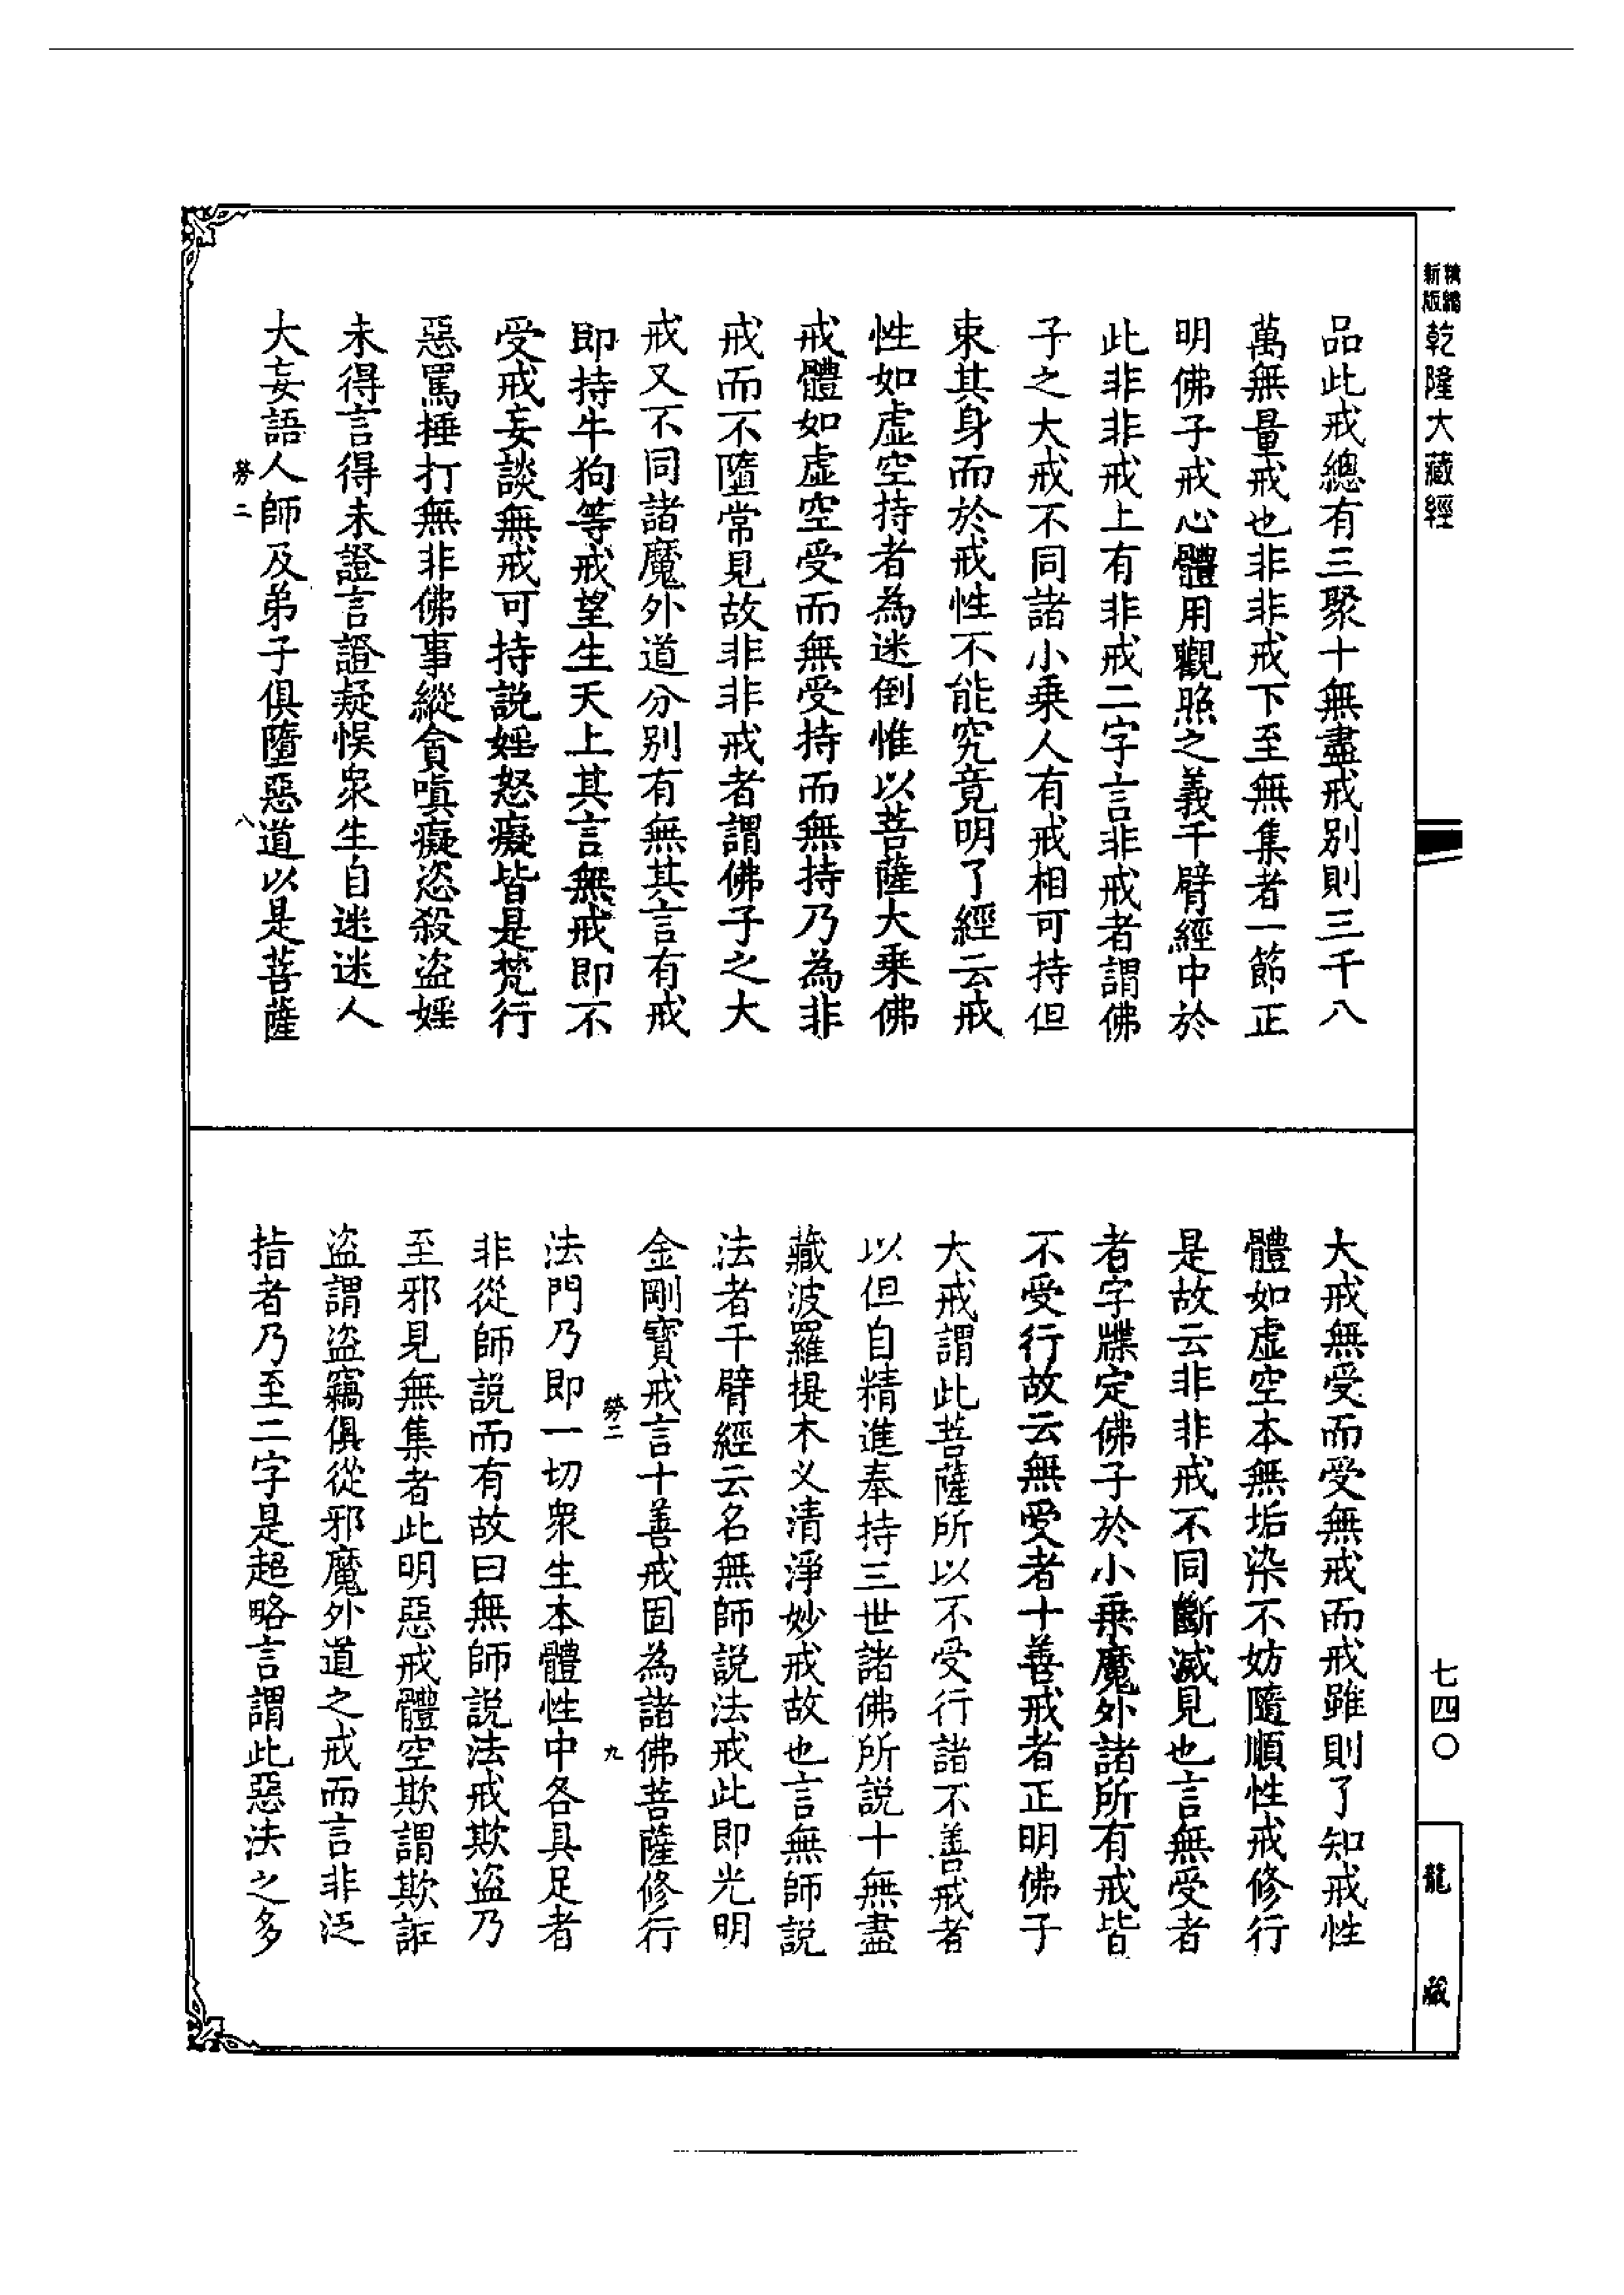 精編
新版
乾隆大藏經
七四〇
龍藏
品此戒總有三聚十無盡戒別則三千八
萬無量戒也非非戒下至無集者一節正
明佛子戒心體用觀照之義千臂經中於
此非非戒上有非戒二字言非戒者謂佛
子之大戒不同諸小乘人有戒相可持但
束其身而於戒性不能究竟明了經云戒
性如虛空持者為迷倒惟以菩薩大乘佛
戒體如虛空受而無受持而無持乃為非
戒而不墮常見故非非戒者謂佛子之大
戒又不同諸魔外道分別有無其言有戒
即持牛狗等戒望生天上其言無戒即不
受戒妄談無戒可持說婬怒癡皆是梵行
惡罵捶打無非佛事縱貪嗔癡恣殺盜婬
未得言得未證言證疑悞衆生自迷迷人
大妄語人師及弟子俱墮惡道以是菩薩
勞二
八
大戒無受而受無戒而戒雖則了知戒性
體如虛空本無垢染不妨隨順性戒修行
是故云非非戒不同斷滅見也言無受者
者字牒定佛子於小乘魔外諸所有戒皆
不受行故云無受者十善戒者正明佛子
大戒謂此菩薩所以不受行諸不善戒者
以但自精進奉持三世諸佛所說十無盡
藏波羅提木义清淨妙戒故也言無師說
法者千臂經云名無師說法戒此即光明
金剛寶戒言十善戒固為諸佛菩薩修行
勞二
九
法門乃即一切衆生本體性中各具足者
非從師說而有故曰無師說法戒欺盜乃
至邪見無集者此明惡戒體空欺謂欺誑
盜謂盜竊俱從邪魔外道之戒而言非泛
指者乃至二字是超略言謂此惡法之多